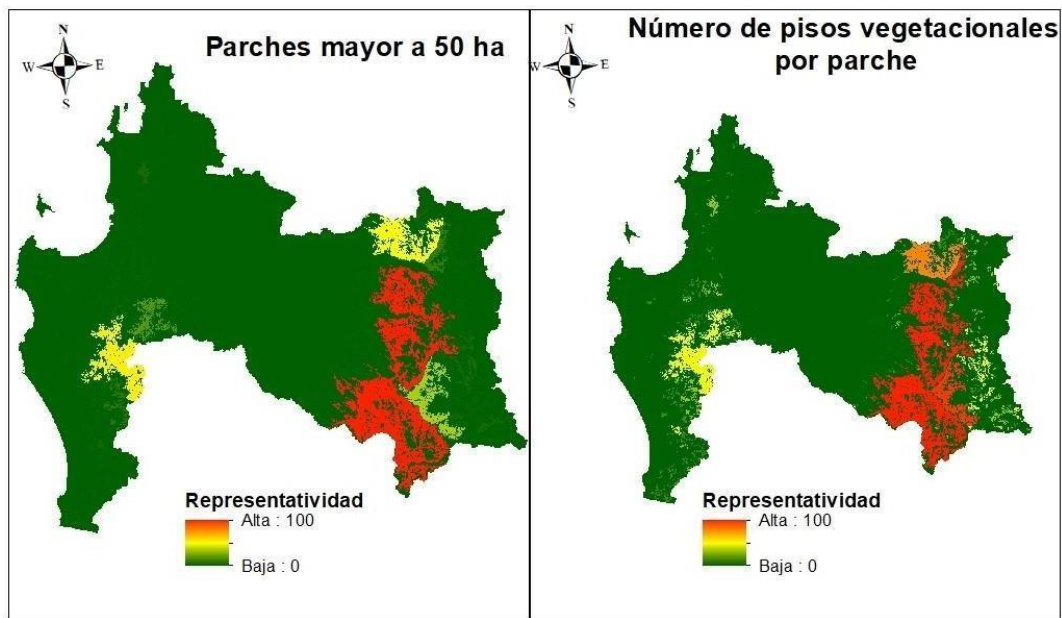 Parches mayor a 50 ha
N
W
E
S
Representatividad
Alta : 100
Baja : 0
Número de pisos vegetacionales
por parche
N
W
E
S
Representatividad
Alta : 100
Baja : 0